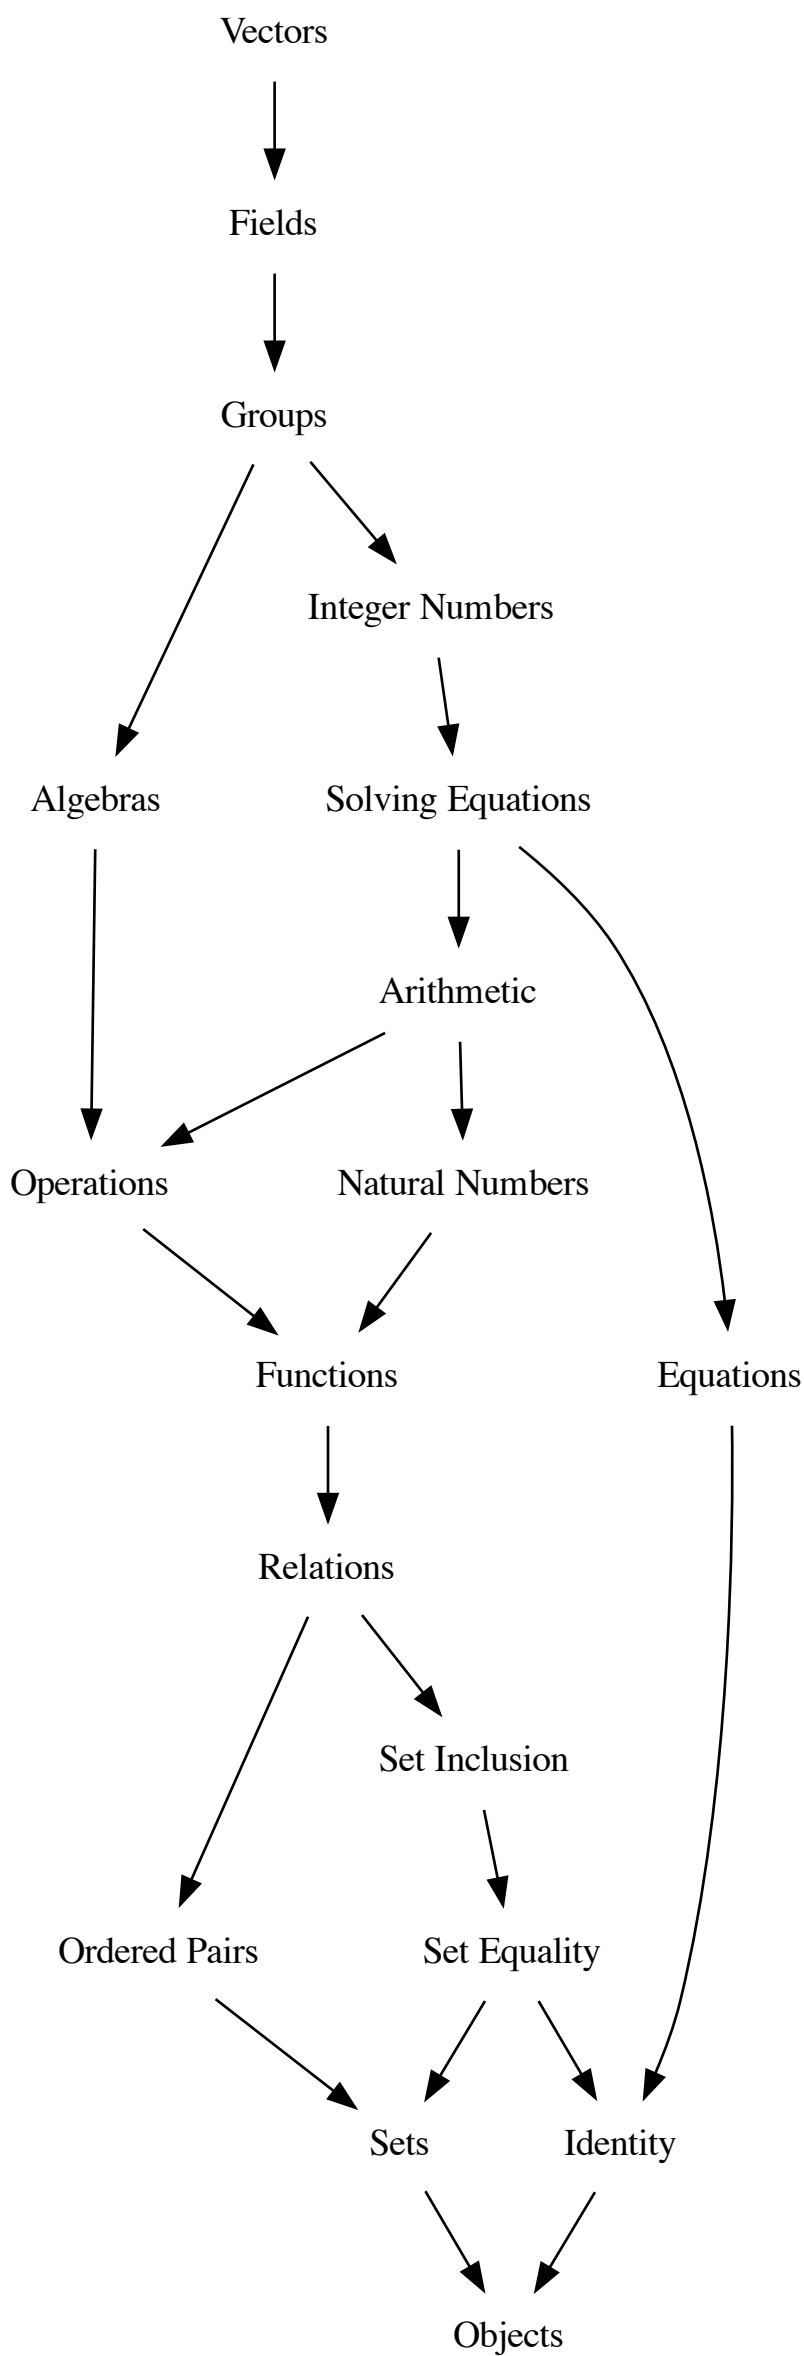 Vectors
Fields
Groups
Integer Numbers
Algebras
Solving Equations
Arithmetic
Operations
Natural Numbers
Functions
Equations
Relations
Set Inclusion
Ordered Pairs
Set Equality
Sets
Identity
Objects